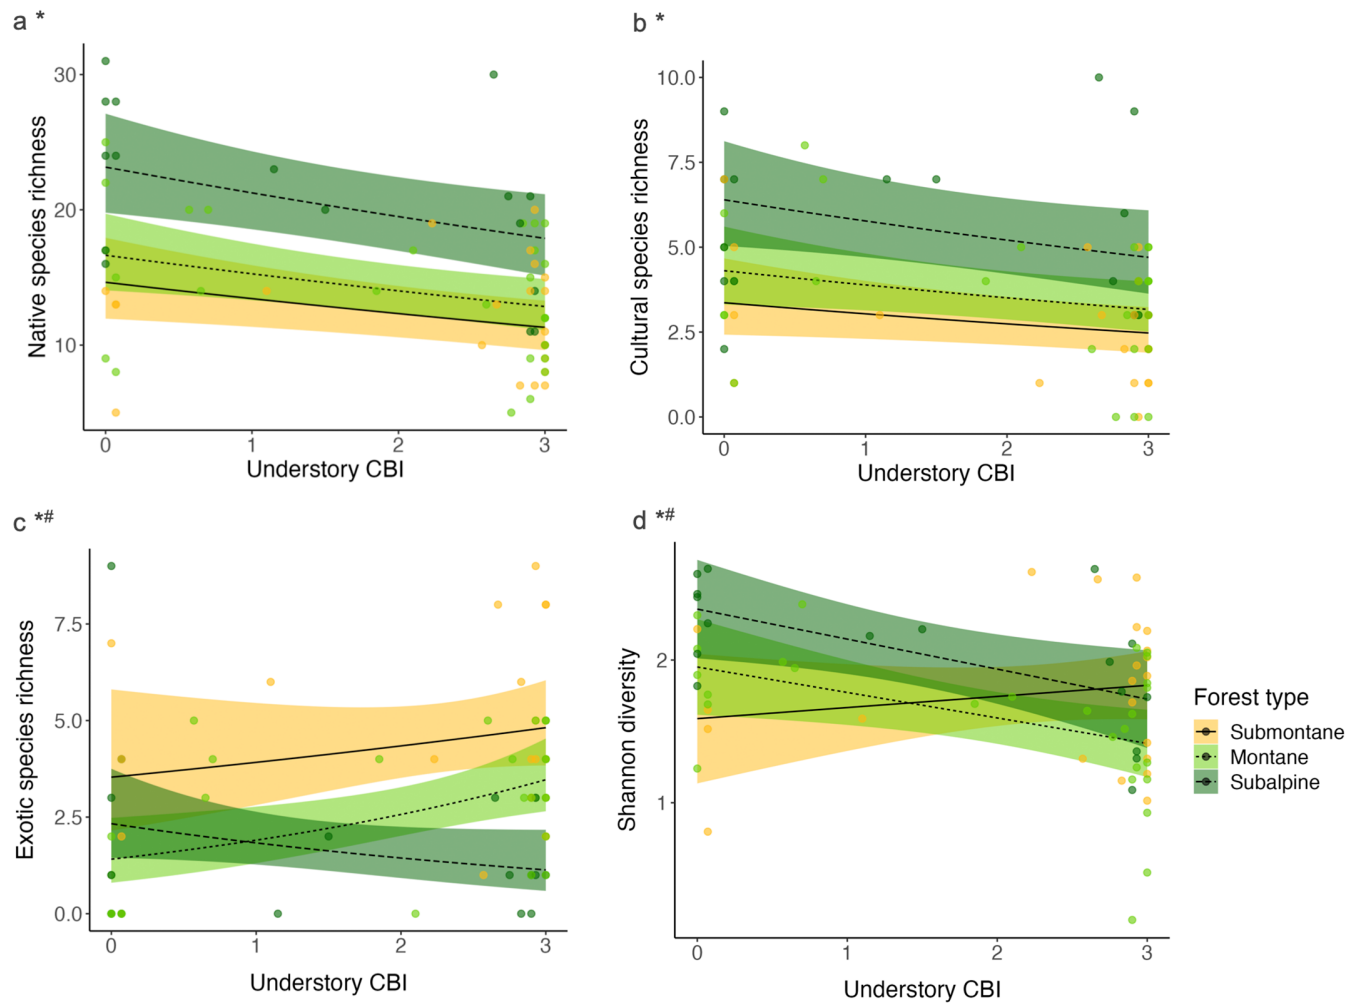 a *
b *
30
20
10
Native species richness
0
1
2
3
Understory CBI
10.0
7.5
5.0
2.5
0.0
Cultural species richness
0
1
2
3
Understory CBI
c *#
d *#
7.5
5.0
2.5
0.0
Exotic species richness
0
1
2
3
Understory CBI
2
1
Shannon diversity
0
1
2
3
Understory CBI
Forest type
Submontane
Montane
Subalpine